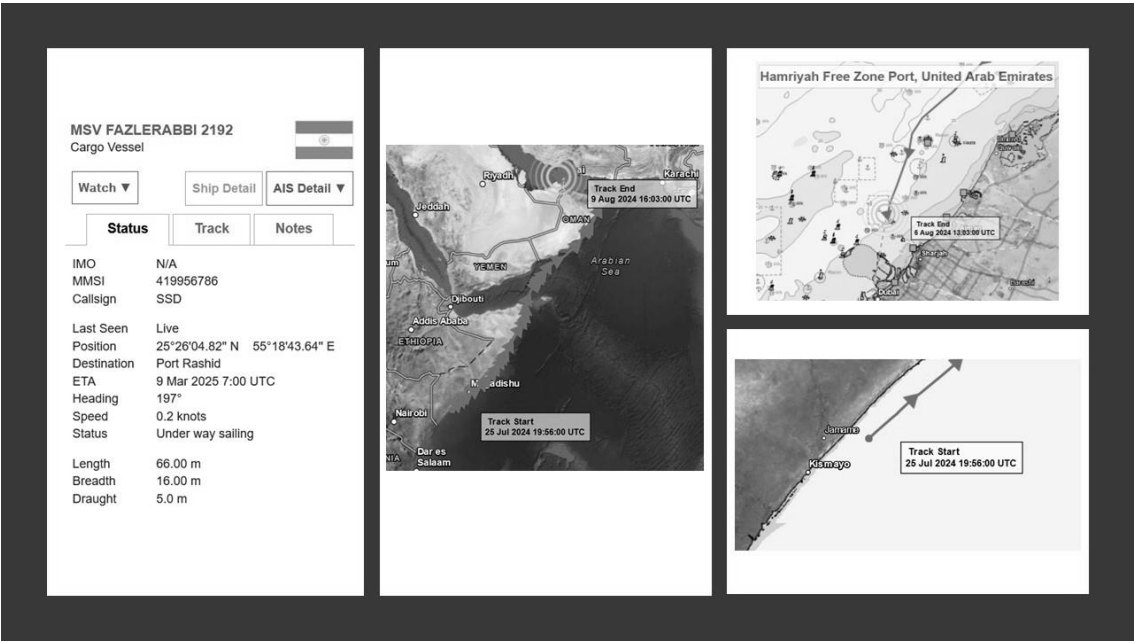 MSV FAZLERABBI 2192
Cargo Vessel
Watch ▼
Ship Detail
AIS Detail ▼
Status
Track
Notes
IMO N/A
MMSI 419956786
Callsign SSD
Last Seen Live
Position 25°26'04.82" N 55°18'43.64" E
Destination Port Rashid
ETA 9 Mar 2025 7:00 UTC
Heading 197°
Speed 0.2 knots
Status Under way sailing
Length 66.00 m
Breadth 16.00 m
Draught 5.0 m
Riyadh
ai
Karachi
Track End
9 Aug 2024 16:03:00 UTC
Jeddah
OMAN
um
YEMEN
Arabian
Sea
Djibouti
Addis Ababa
ETHIOPIA
M adishu
Nairobi
Track Start
25 Jul 2024 19:56:00 UTC
NIA
Dar es
Salaam
Hamriyah Free Zone Port, United Arab Emirates
Track End
6 Aug 2024 13:03:00 UTC
Sharjah
Dubai
Jamame
Kismayo
Track Start
25 Jul 2024 19:56:00 UTC